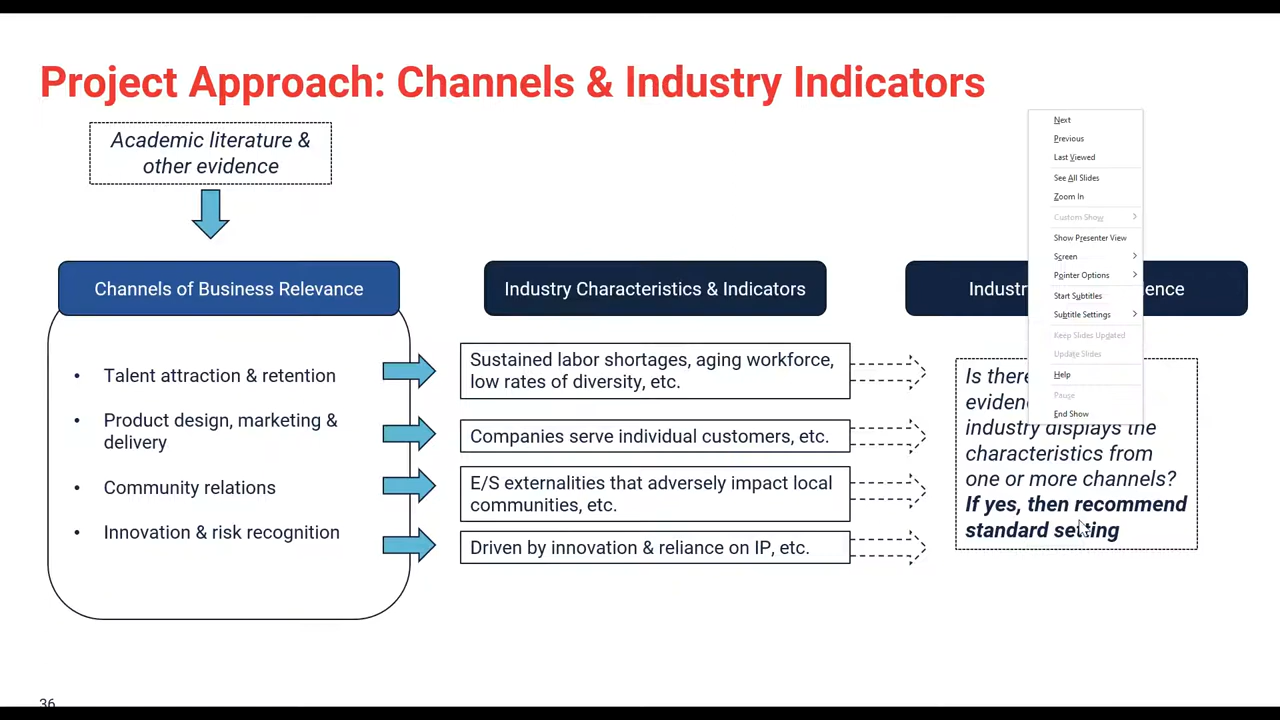 Project Approach: Channels & Industry Indicators
Academic literature &
other evidence
Channels of Business Relevance
Talent attraction & retention
Product design, marketing &
delivery
Community relations
Innovation & risk recognition
Industry Characteristics & Indicators
Sustained labor shortages, aging workforce,
low rates of diversity, etc.
Companies serve individual customers, etc.
E/S externalities that adversely impact local
communities, etc.
Driven by innovation & reliance on IP, etc.
Is there
industry displays the
characteristics from
one or more channels?
If yes, then recommend
standard setting
Next
Previous
Last Viewed
See All Slides
Zoom In
Custom Show
Show Presenter View
Screen
Pointer Options
Start Subtitles
Subtitle Settings
Keep Slides Updated
Update Slides
Help
Pause
End Show
36